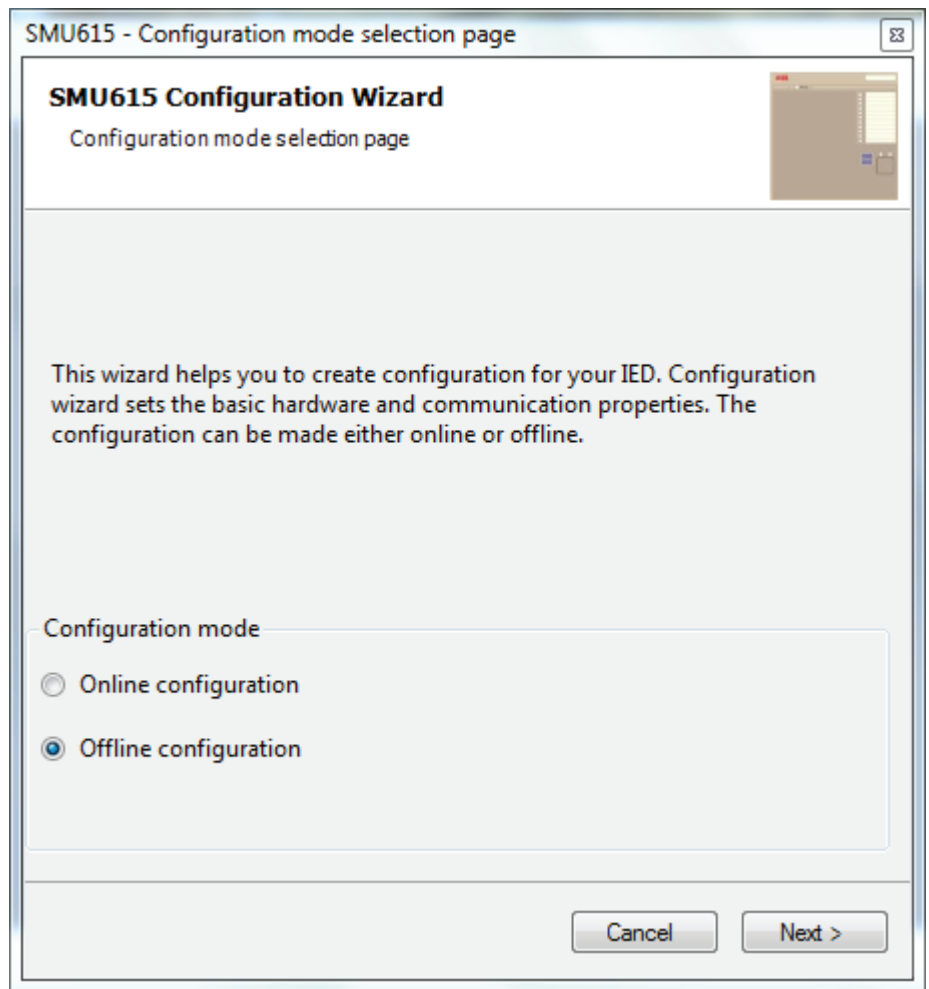 SMU615 - Configuration mode selection page
SMU615 Configuration Wizard
Configuration mode selection page
This wizard helps you to create configuration for your IED. Configuration
wizard sets the basic hardware and communication properties. The
configuration can be made either online or offline.
Configuration mode
Online configuration
Offline configuration
Cancel
Next >